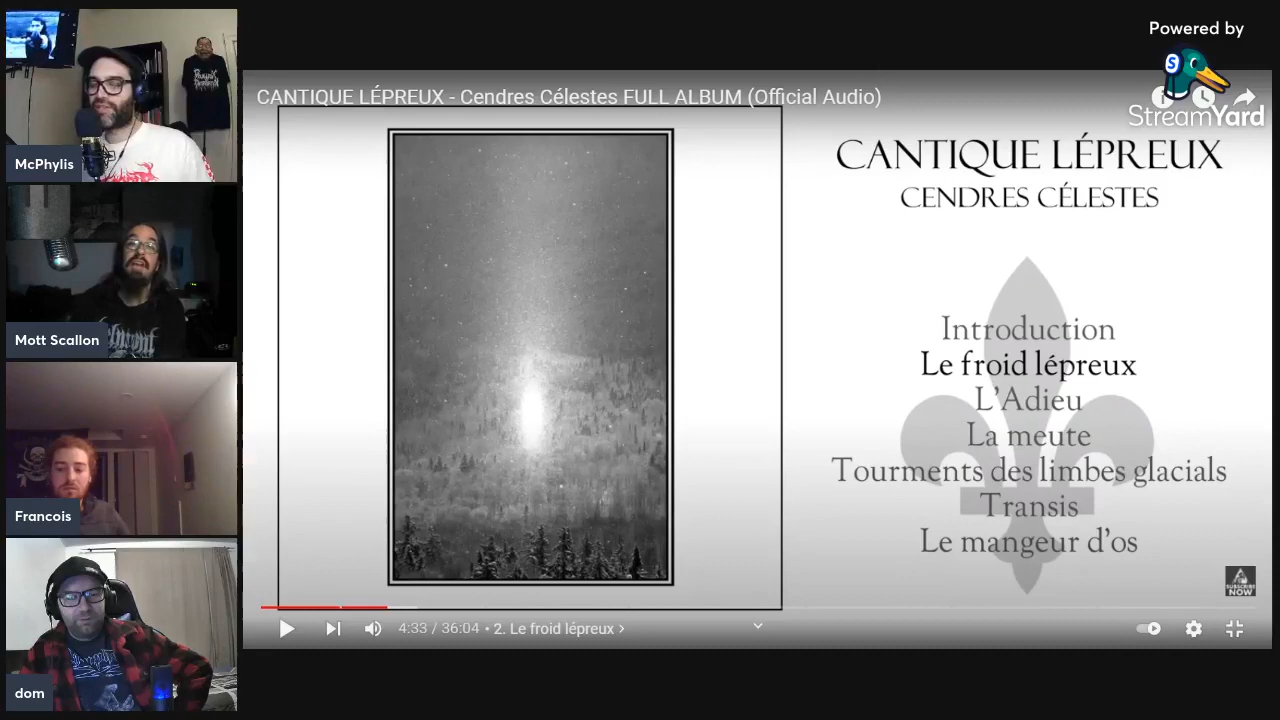 Powered by
StreamYard
CANTIQUE LÉPREUX - Cendres Célestes FULL ALBUM (Official Audio)
CANTIQUE LÉPREUX
CENDRES CÉLESTES
Introduction
Le froid lépreux
L'Adieu
La meute
Tourments des limbes glacials
Transis
Le mangeur d'os
SUBSCRIBE
NOW
4:33 / 36:04 • 2. Le froid lépreux >
McPhylis
Mott Scallon
Francois
dom